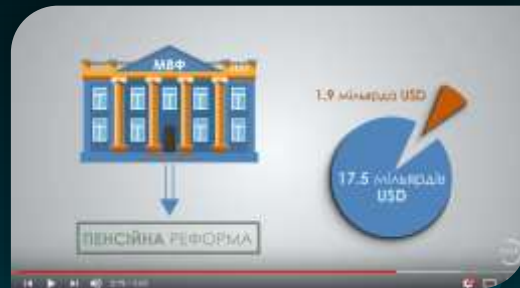 МВФ
1.9 мільярда USD
17.5 мільярдів
USD
ПЕНСІЙНА РЕФОРМА